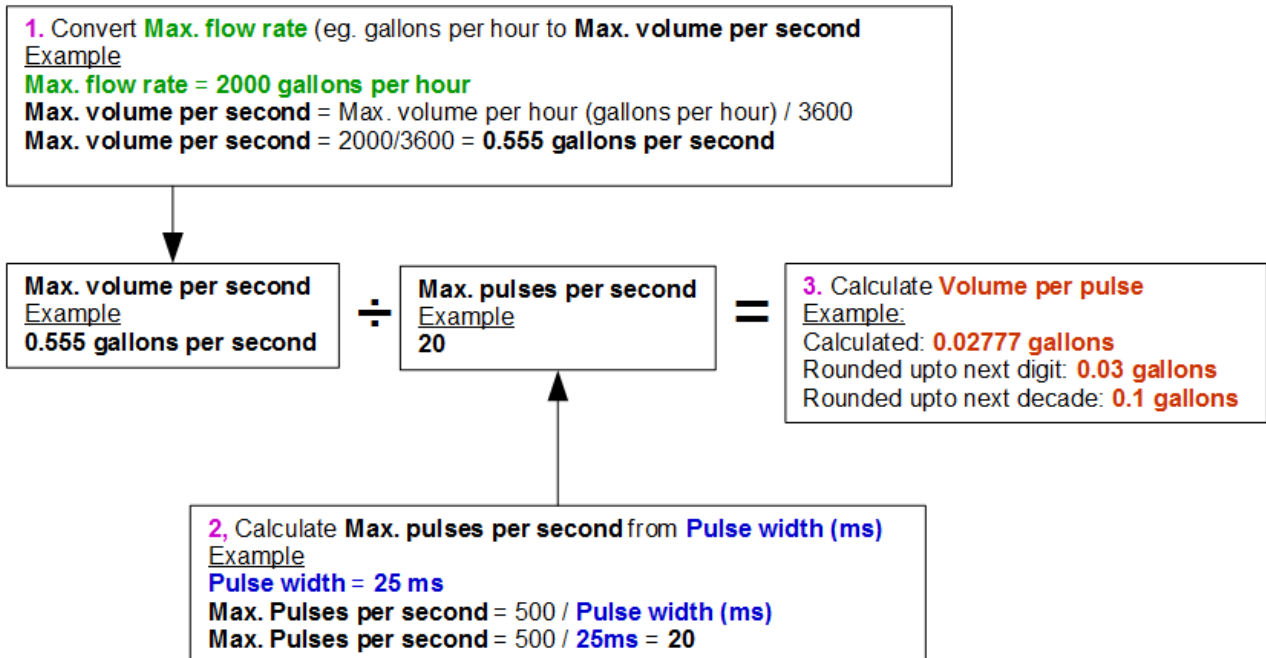 1. Convert Max. flow rate (eg. gallons per hour to Max. volume per second
Example
Max. flow rate = 2000 gallons per hour
Max. volume per second = Max. volume per hour (gallons per hour) / 3600
Max. volume per second = 2000/3600 = 0.555 gallons per second
Max. volume per second
Example
0.555 gallons per second
÷
Max. pulses per second
Example
20
=
3. Calculate Volume per pulse
Example:
Calculated: 0.02777 gallons
Rounded upto next digit: 0.03 gallons
Rounded upto next decade: 0.1 gallons
2, Calculate Max. pulses per second from Pulse width (ms)
Example
Pulse width = 25 ms
Max. Pulses per second = 500 / Pulse width (ms)
Max. Pulses per second = 500 / 25ms = 20